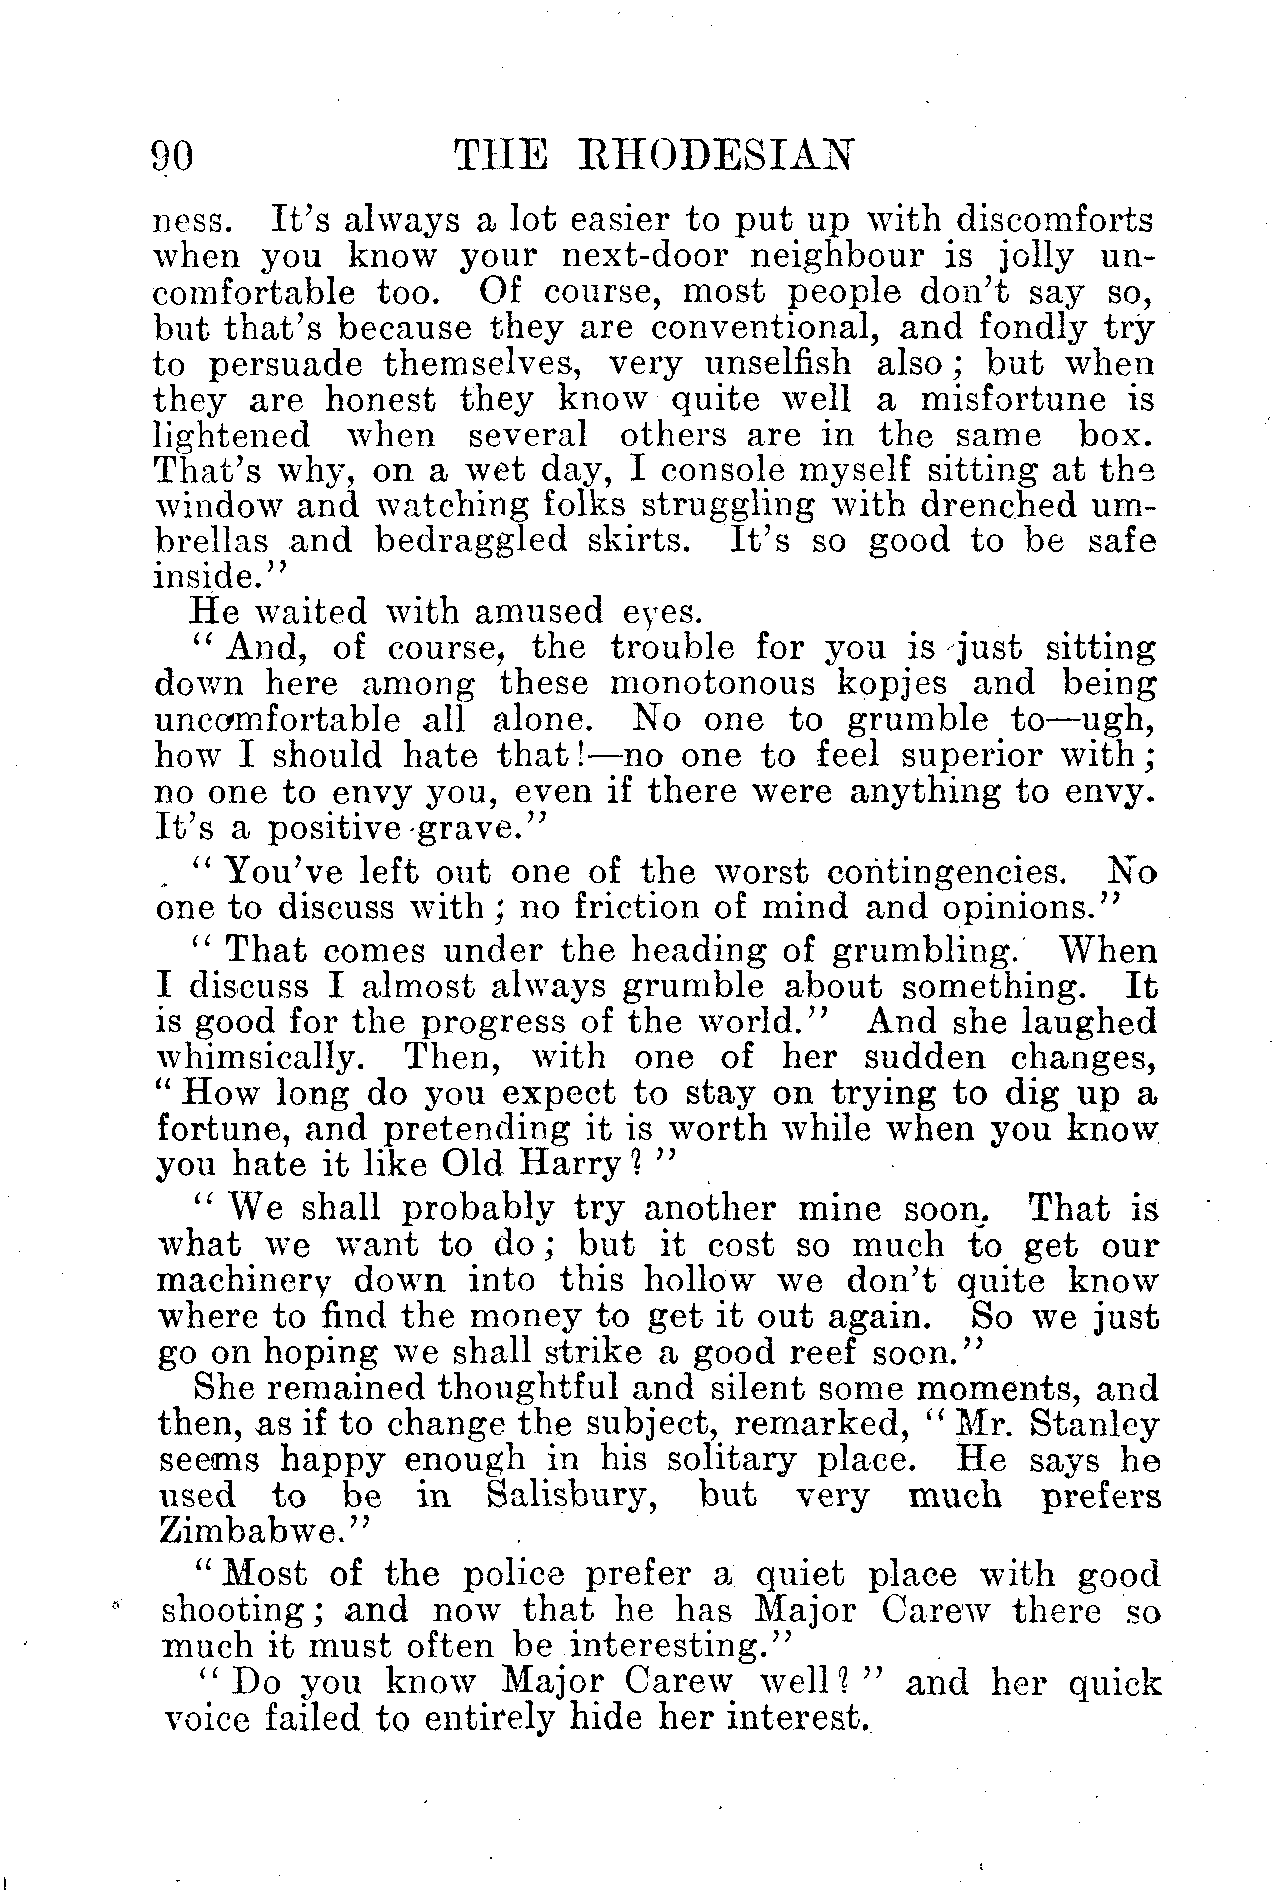 90 THE RHODESIAN
ness. It's always a lot easier to put up with discomforts
when you know your next-door neighbour is jolly un-
comfortable too. Of course, most people don't say so,
but that's because they are conventional, and fondly try
to persuade themselves, very unselfish also; but when
they are honest they know quite well a misfortune is
lightened when several others are in the same box.
That's why, on a wet day, I console myself sitting at the
window and watching folks struggling with drenched um-
brellas and bedraggled skirts. It's so good to be safe
inside."
He waited with amused eyes.
"And, of course, the trouble for you is just sitting
down here among these monotonous kopjes and being
uncomfortable all alone. No one to grumble to—ugh,
how I should hate that!—no one to feel superior with;
no one to envy you, even if there were anything to envy.
It's a positive grave."
"You've left out one of the worst contingencies. No
one to discuss with; no friction of mind and opinions."
"That comes under the heading of grumbling. When
I discuss I almost always grumble about something. It
is good for the progress of the world." And she laughed
whimsically. Then, with one of her sudden changes,
"How long do you expect to stay on trying to dig up a
fortune, and pretending it is worth while when you know
you hate it like Old Harry?"
"We shall probably try another mine soon. That is
what we want to do; but it cost so much to get our
machinery down into this hollow we don't quite know
where to find the money to get it out again. So we just
go on hoping we shall strike a good reef soon."
She remained thoughtful and silent some moments, and
then, as if to change the subject, remarked, "Mr. Stanley
seems happy enough in his solitary place. He says he
used to be in Salisbury, but very much prefers
Zimbabwe."
"Most of the police prefer a quiet place with good
shooting; and now that he has Major Carew there so
much it must often be interesting."
"Do you know Major Carew well?" and her quick
voice failed to entirely hide her interest.